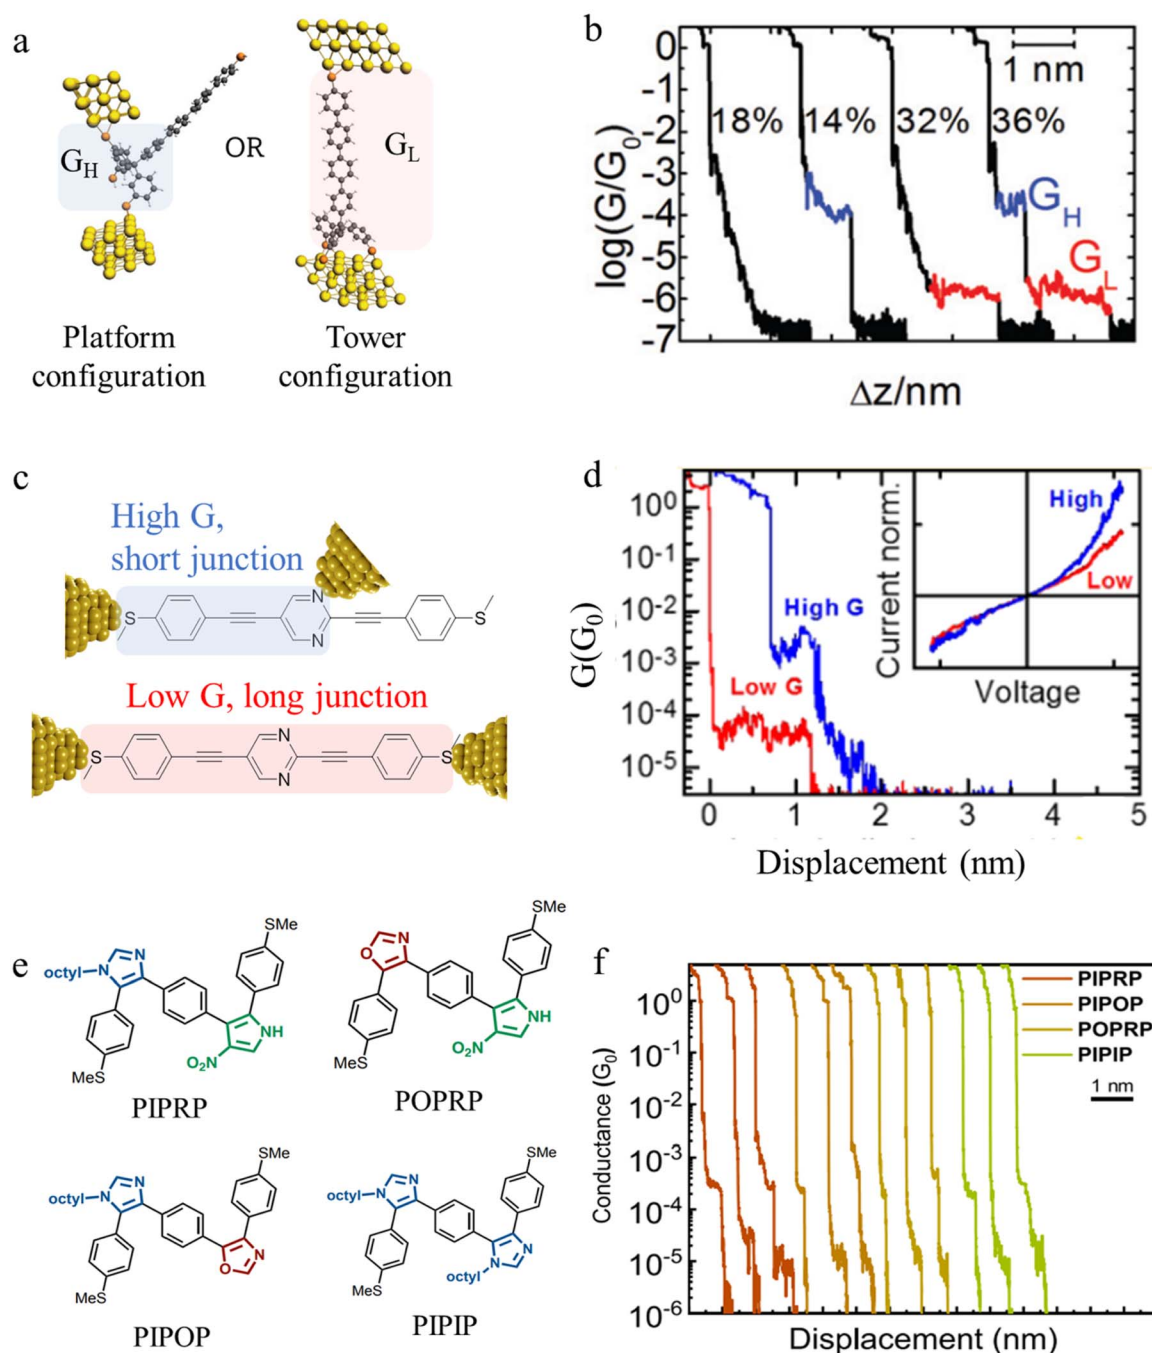 a
G_H
OR
G_L
Platform
configuration
Tower
configuration
b
log(G/G_0)
0
-1
-2
-3
-4
-5
-6
-7
1 nm
18%
14%
32%
36%
G_H
G_L
Δz/nm
c
High G,
short junction
S
N
N
S
Low G, long junction
S
N
N
S
d
G(G_0)
10^0
10^-1
10^-2
10^-3
10^-4
10^-5
High G
Low G
Current norm.
High
Low
Voltage
0
1
2
3
4
5
Displacement (nm)
e
SMe
N
octyl
N
NH
O_2N
MeS
PIPRP
SMe
N
O
NH
O_2N
MeS
POPRP
SMe
N
octyl
N
N
O
MeS
PIPOP
SMe
N
octyl
N
N
N
octyl
MeS
PIPIP
f
Conductance (G_0)
10^0
10^-1
10^-2
10^-3
10^-4
10^-5
10^-6
PIPRP
PIPOP
POPRP
PIPIP
1 nm
Displacement (nm)